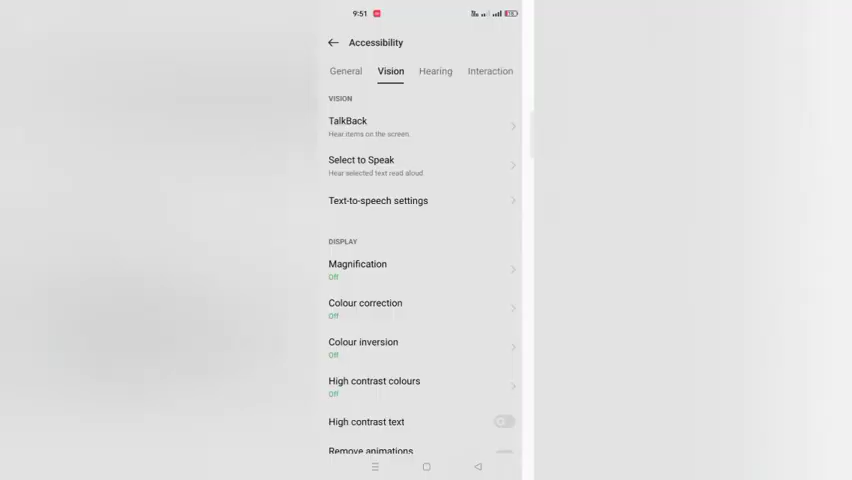 9:51
Accessibility
General Vision Hearing Interaction
VISION
TalkBack
Hear items on the screen.
Select to Speak
Hear selected text read aloud
Text-to-speech settings
DISPLAY
Magnification
Off
Colour correction
Off
Colour inversion
Off
High contrast colours
Off
High contrast text
Remove animations